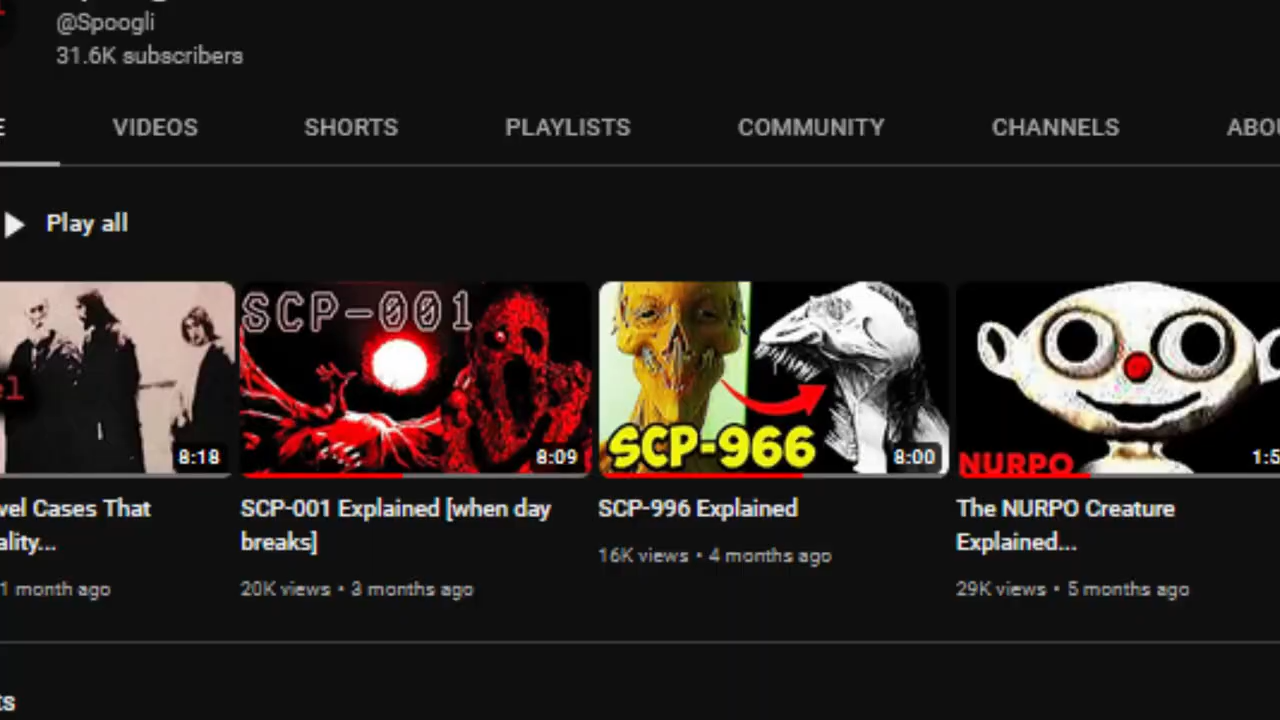 @Spoogli
31.6K subscribers
VIDEOS SHORTS PLAYLISTS COMMUNITY CHANNELS
Play all
SCP-001
SCP-966
NURPO
8:18
8:09
8:00
Cases That
SCP-001 Explained [when day
breaks]
20K views • 3 months ago
SCP-996 Explained
16K views • 4 months ago
The NURPO Creature
Explained...
29K views • 5 months ago
1 month ago